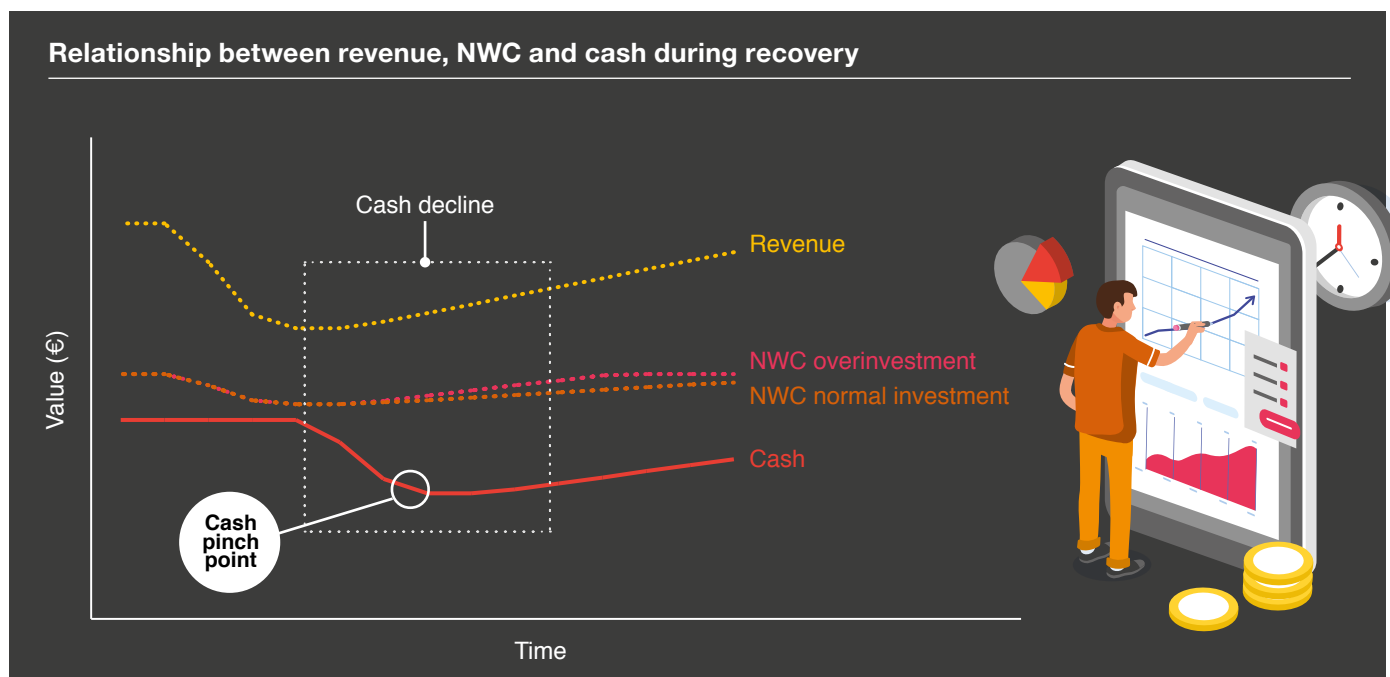 Relationship between revenue, NWC and cash during recovery
Cash decline
Revenue
NWC overinvestment
NWC normal investment
Cash
Cash
pinch
point
Value (€)
Time